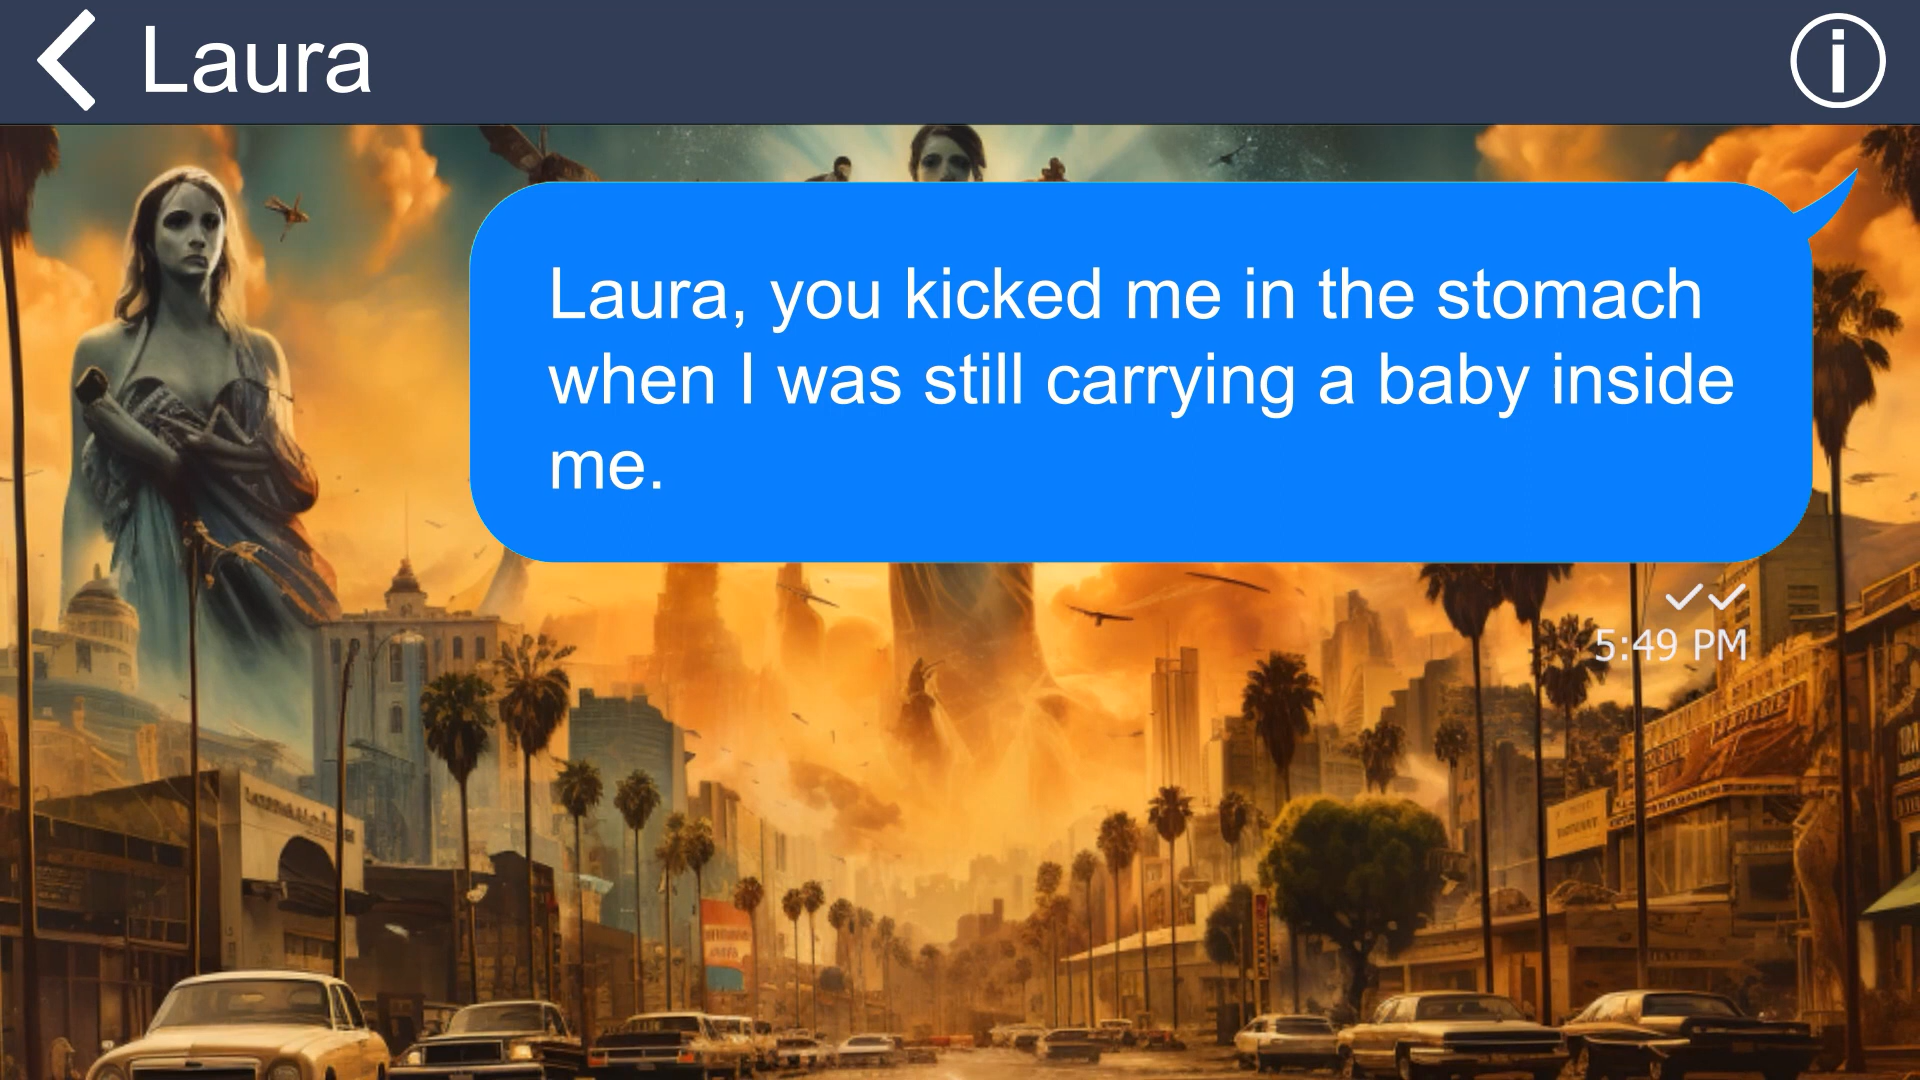 Laura
Laura, you kicked me in the stomach
when I was still carrying a baby inside
me.
5:49 PM